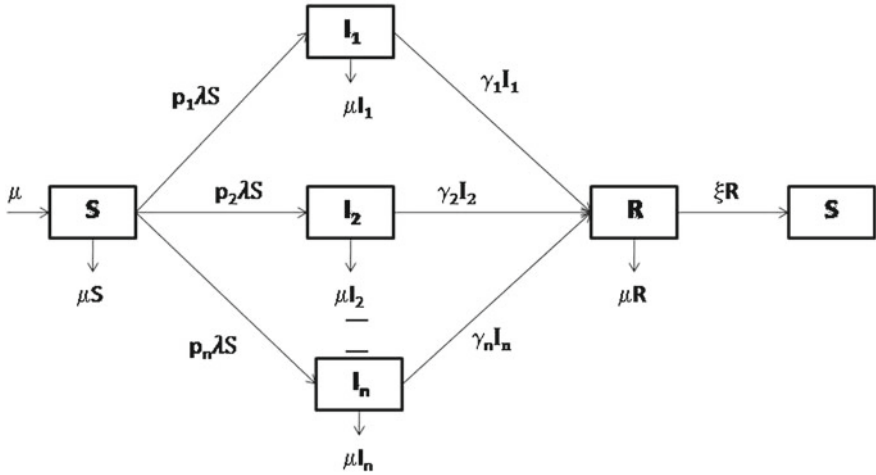 I₁
p₁λS
μI₁
γ₁I₁
μ
S
p₂λS
I₂
γ₂I₂
R
ξR
S
μS
μI₂
μR
pₙλS
γₙIₙ
Iₙ
μIₙ